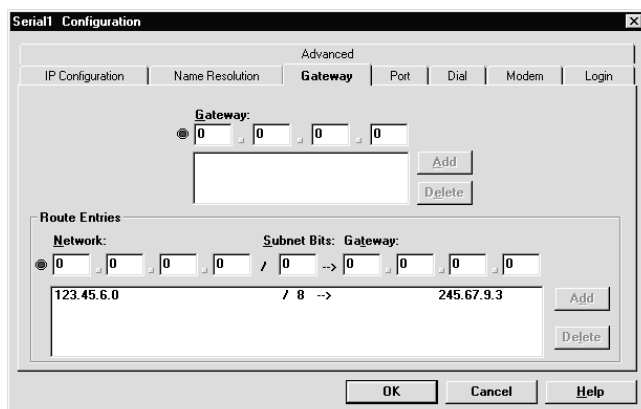 Serial1 Configuration
Advanced
IP Configuration Name Resolution Gateway Port Dial Modem Login
Gateway:
0 . 0 . 0 . 0
Add
Delete
Route Entries
Network: Subnet Bits: Gateway:
0 . 0 . 0 . 0 / 0 --> 0 . 0 . 0 . 0
123.45.6.0 / 8 --> 245.67.9.3
Add
Delete
OK Cancel Help